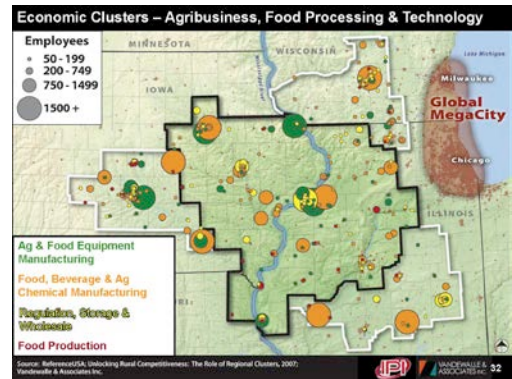 Economic Clusters – Agribusiness, Food Processing & Technology
Employees
50 - 199
200 - 749
750 - 1499
1500 +
MINNESOTA
WISCONSIN
Lake Michigan
Milwaukee
IOWA
Global
MegaCity
Chicago
ILLINOIS
Ag & Food Equipment
Manufacturing
Food, Beverage & Ag
Chemical Manufacturing
Regulation, Storage &
Wholesale
Food Production
Source: ReferenceUSA; Unlocking Rural Competitiveness: The Role of Regional Clusters, 2007;
Vandewalle & Associates Inc.
VANDEWALLE &
ASSOCIATES INC.
32